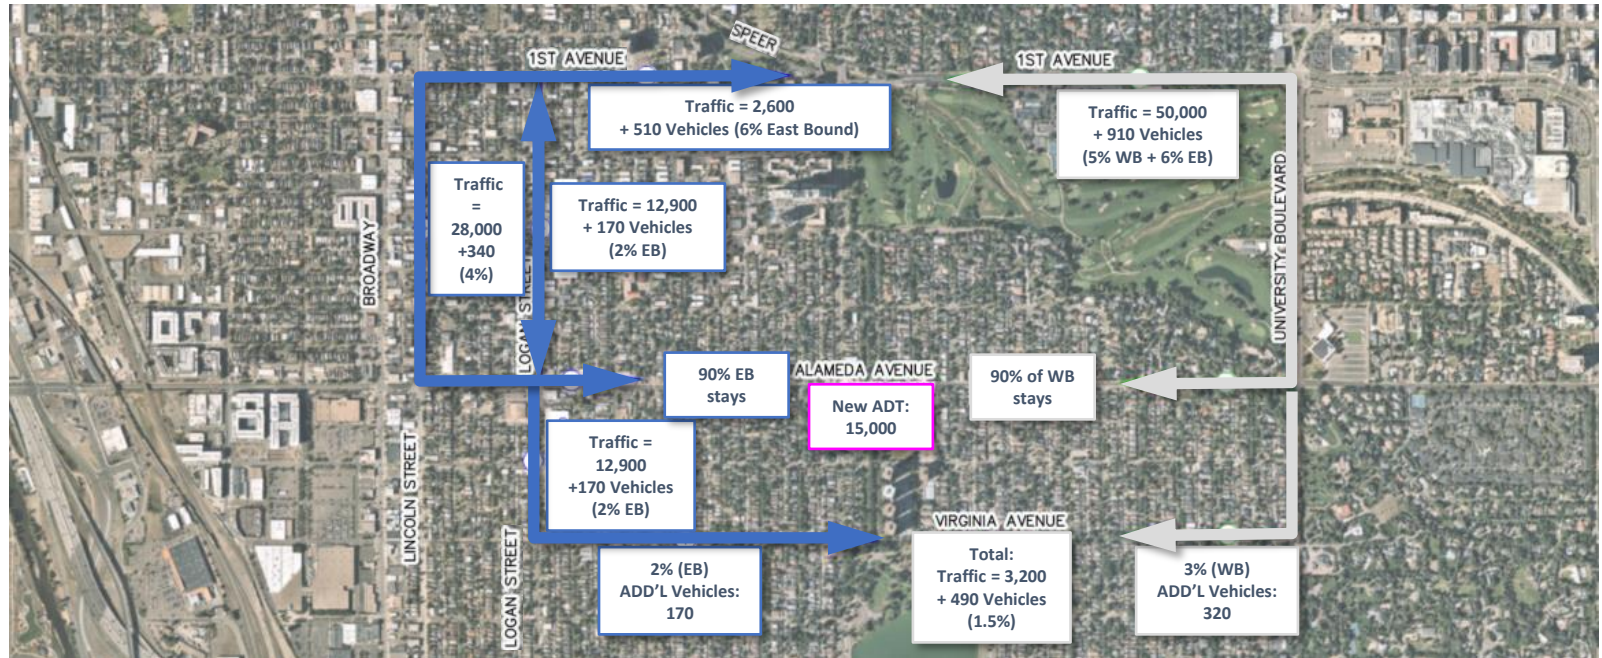 SPEER
1ST AVENUE
1ST AVENUE
Traffic = 2,600
+ 510 Vehicles (6% East Bound)
Traffic = 50,000
+ 910 Vehicles
(5% WB + 6% EB)
Traffic
=
28,000
+340
(4%)
Traffic = 12,900
+ 170 Vehicles
(2% EB)
BROADWAY
LOGAN STREET
UNIVERSITY BOULEVARD
90% EB
stays
ALAMEDA AVENUE
90% of WB
stays
New ADT:
15,000
Traffic =
12,900
+170 Vehicles
(2% EB)
LINCOLN STREET
LOGAN STREET
VIRGINIA AVENUE
2% (EB)
ADD'L Vehicles:
170
Total:
Traffic = 3,200
+ 490 Vehicles
(1.5%)
3% (WB)
ADD'L Vehicles:
320